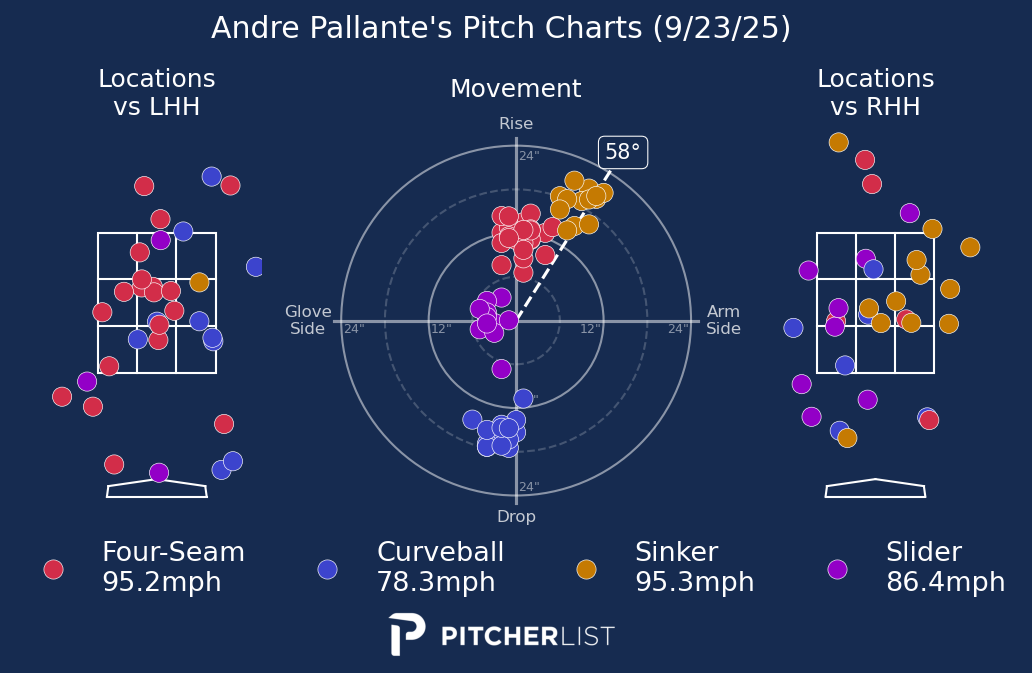 Andre Pallante's Pitch Charts (9/23/25)
Locations
vs LHH
Movement
Locations
vs RHH
Rise
58°
24"
Glove
Side
24"
12"
12"
24"
Arm
Side
24"
Drop
Four-Seam
95.2mph
Curveball
78.3mph
Sinker
95.3mph
Slider
86.4mph
PITCHERLIST